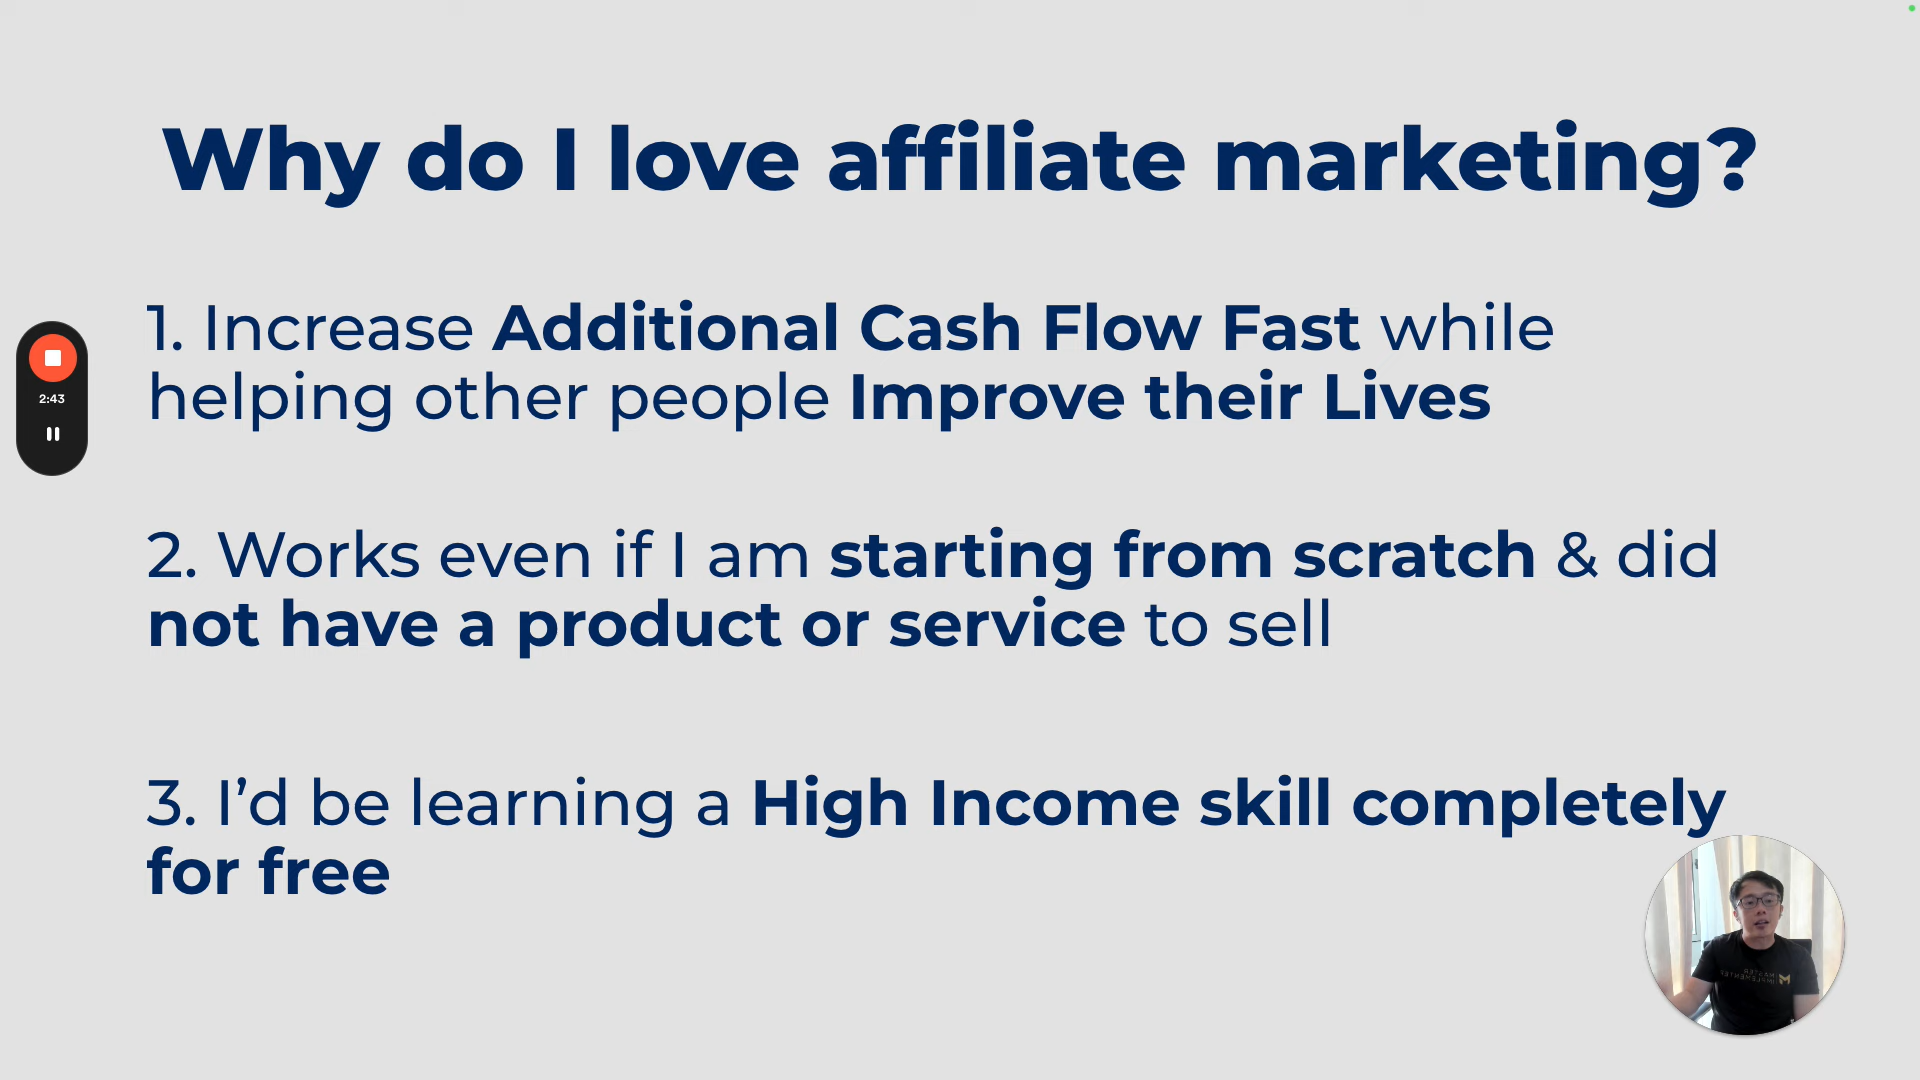 Why do I love affiliate marketing?
1. Increase Additional Cash Flow Fast while
helping other people Improve their Lives
2:43
2. Works even if I am starting from scratch & did
not have a product or service to sell
3. I’d be learning a High Income skill completely
for free
MASTER
IMPLEMENTER